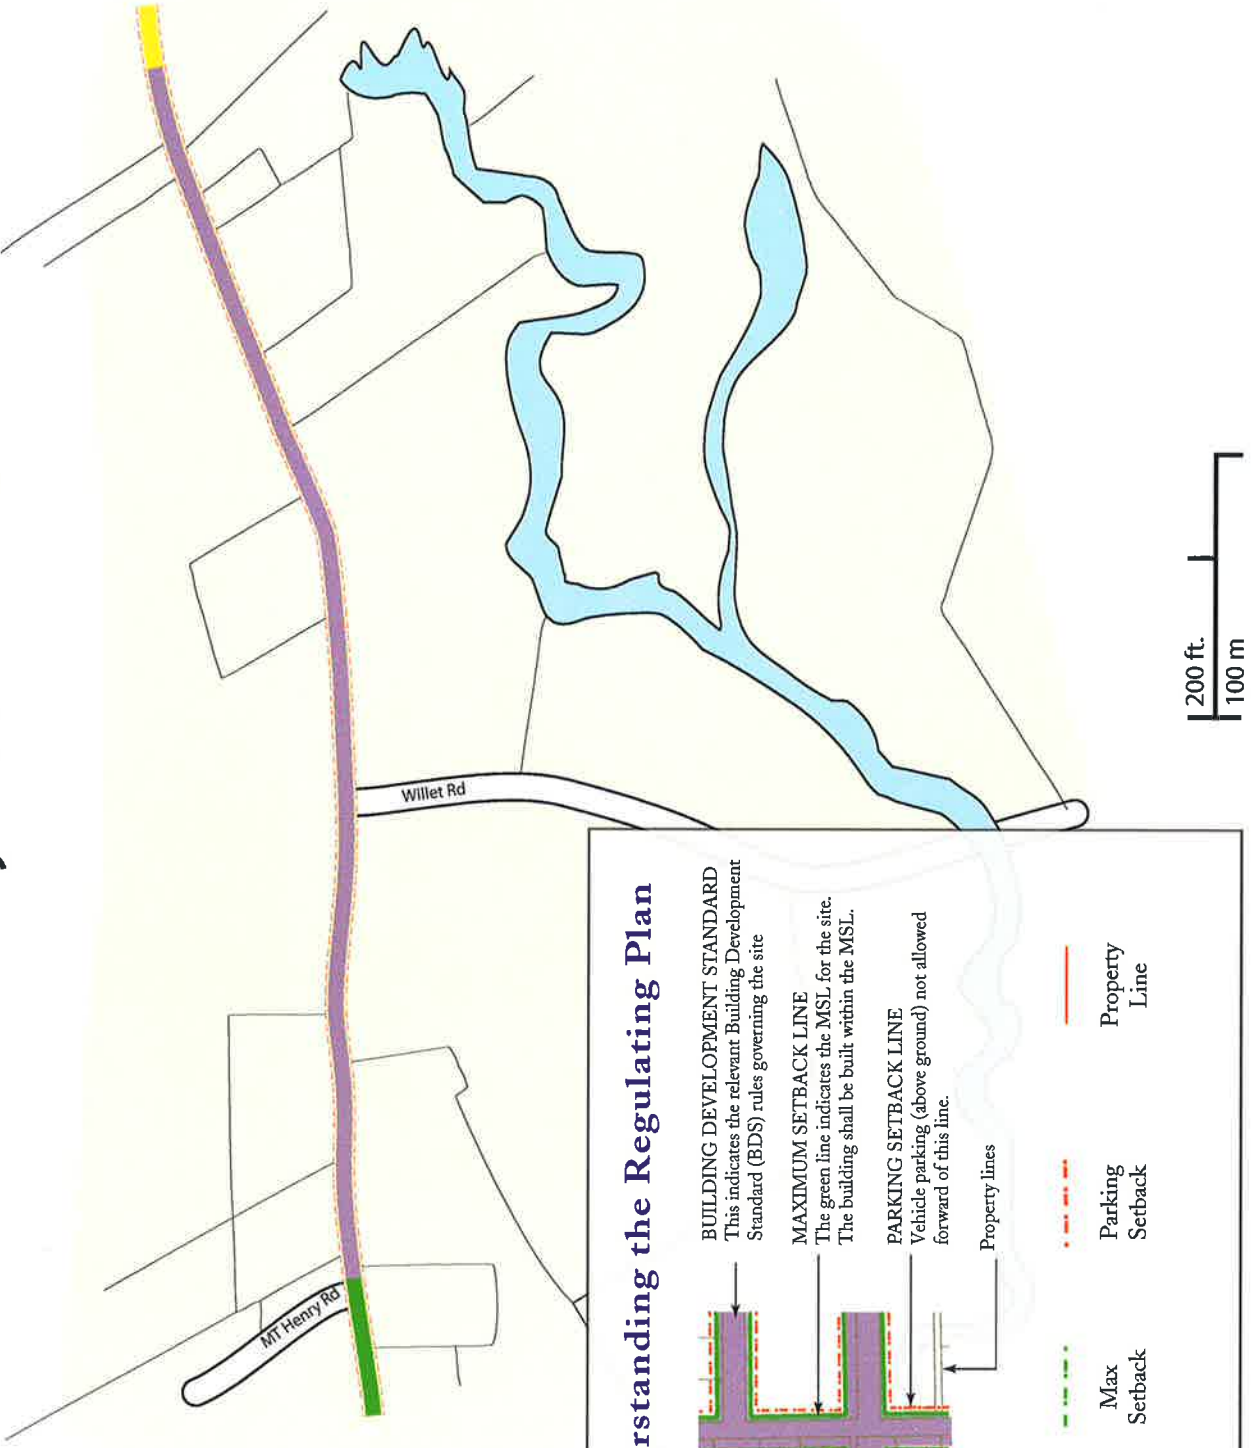 Willet Rd
MT Henry Rd
200 ft.
100 m
rstanding the Regulating Plan
BUILDING DEVELOPMENT STANDARD
This indicates the relevant Building Development
Standard (BDS) rules governing the site
MAXIMUM SETBACK LINE
The green line indicates the MSL for the site.
The building shall be built within the MSL.
PARKING SETBACK LINE
Vehicle parking (above ground) not allowed
forward of this line.
Property lines
Max
Setback
Parking
Setback
Property
Line